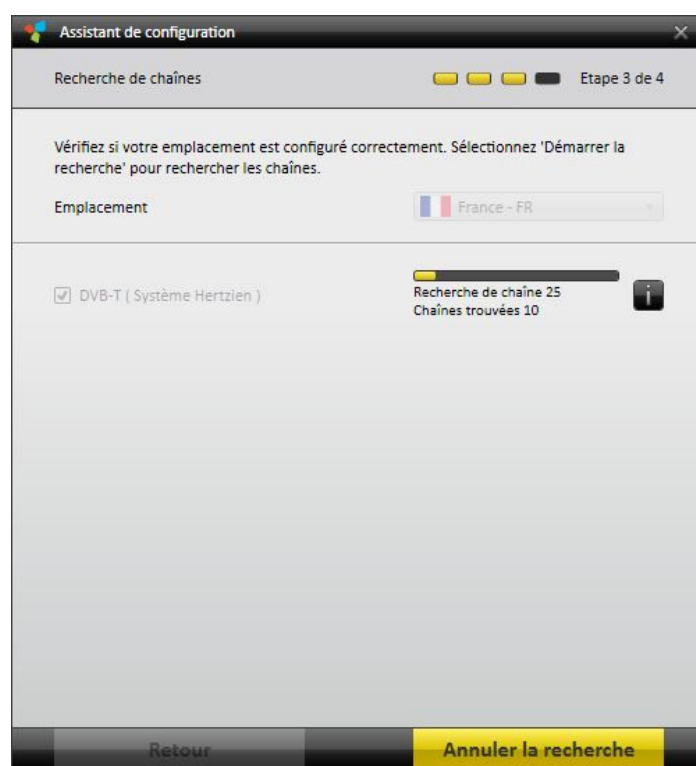 Assistant de configuration
Recherche de chaînes
Etape 3 de 4
Vérifiez si votre emplacement est configuré correctement. Sélectionnez 'Démarrer la
recherche' pour rechercher les chaînes.
Emplacement
France - FR
DVB-T ( Système Hertzien )
Recherche de chaîne 25
Chaînes trouvées 10
i
Retour
Annuler la recherche